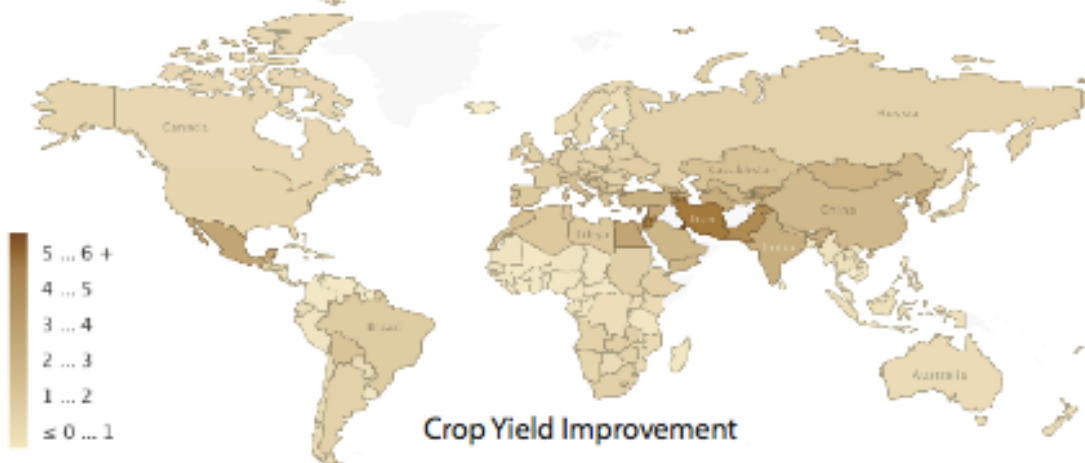 Canada
Russia
Kazakhstan
China
Iran
Libya
India
Brazil
Australia
5 ... 6 +
4 ... 5
3 ... 4
2 ... 3
1 ... 2
≤ 0 ... 1
Crop Yield Improvement